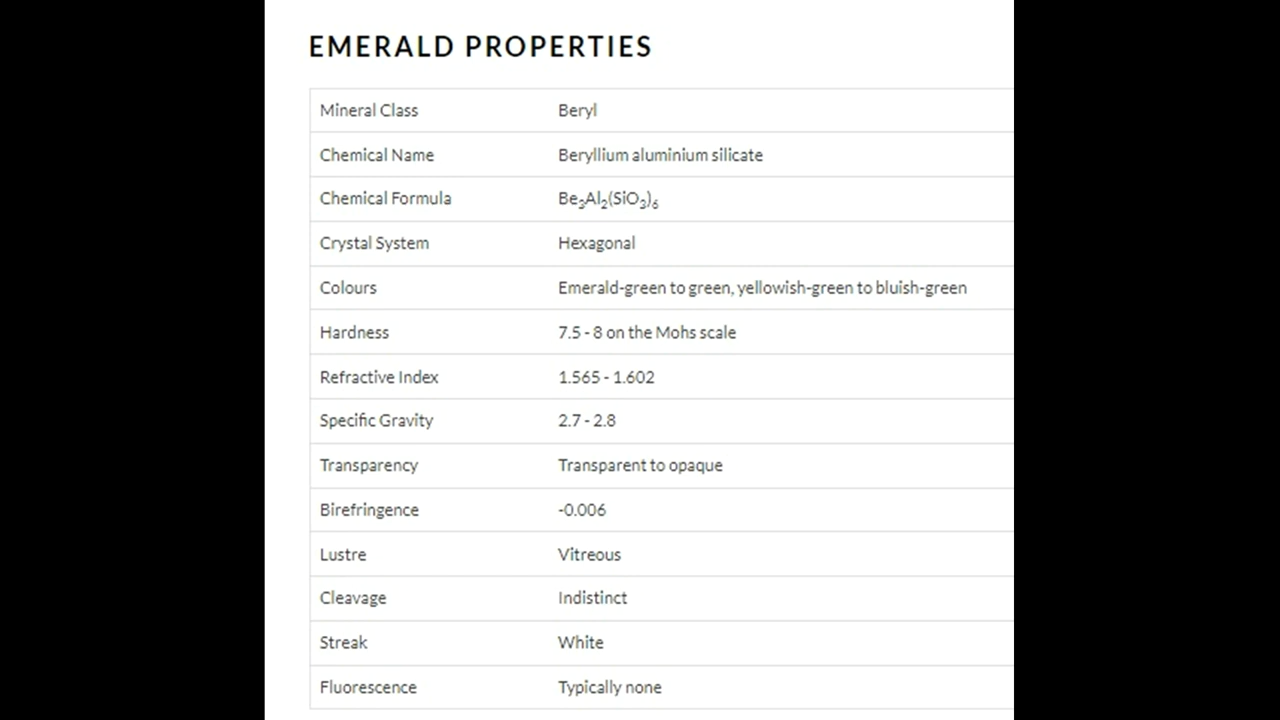 EMERALD PROPERTIES
Mineral Class Beryl
Chemical Name Beryllium aluminium silicate
Chemical Formula Be₃Al₂(SiO₃)₆
Crystal System Hexagonal
Colours Emerald-green to green, yellowish-green to bluish-green
Hardness 7.5 - 8 on the Mohs scale
Refractive Index 1.565 - 1.602
Specific Gravity 2.7 - 2.8
Transparency Transparent to opaque
Birefringence -0.006
Lustre Vitreous
Cleavage Indistinct
Streak White
Fluorescence Typically none